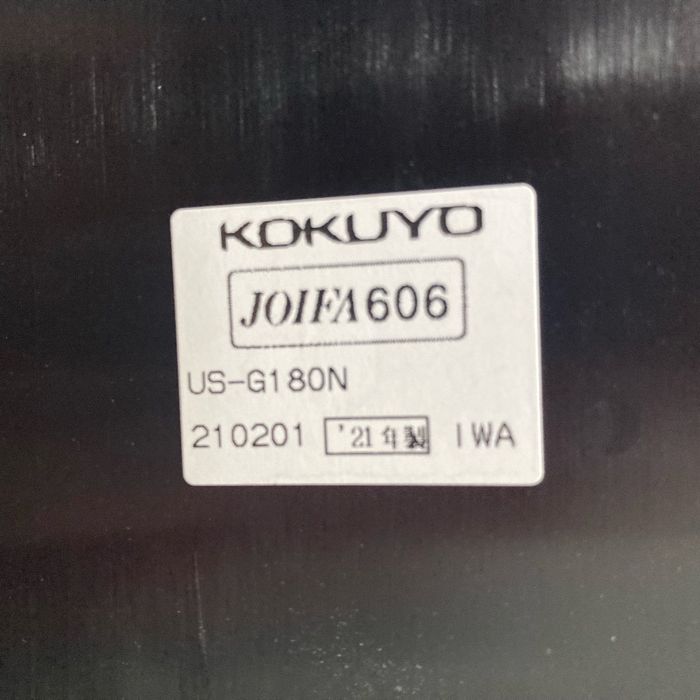 KOKUYO
JOIFA606
US-G180N
210201 '21年製 IWA